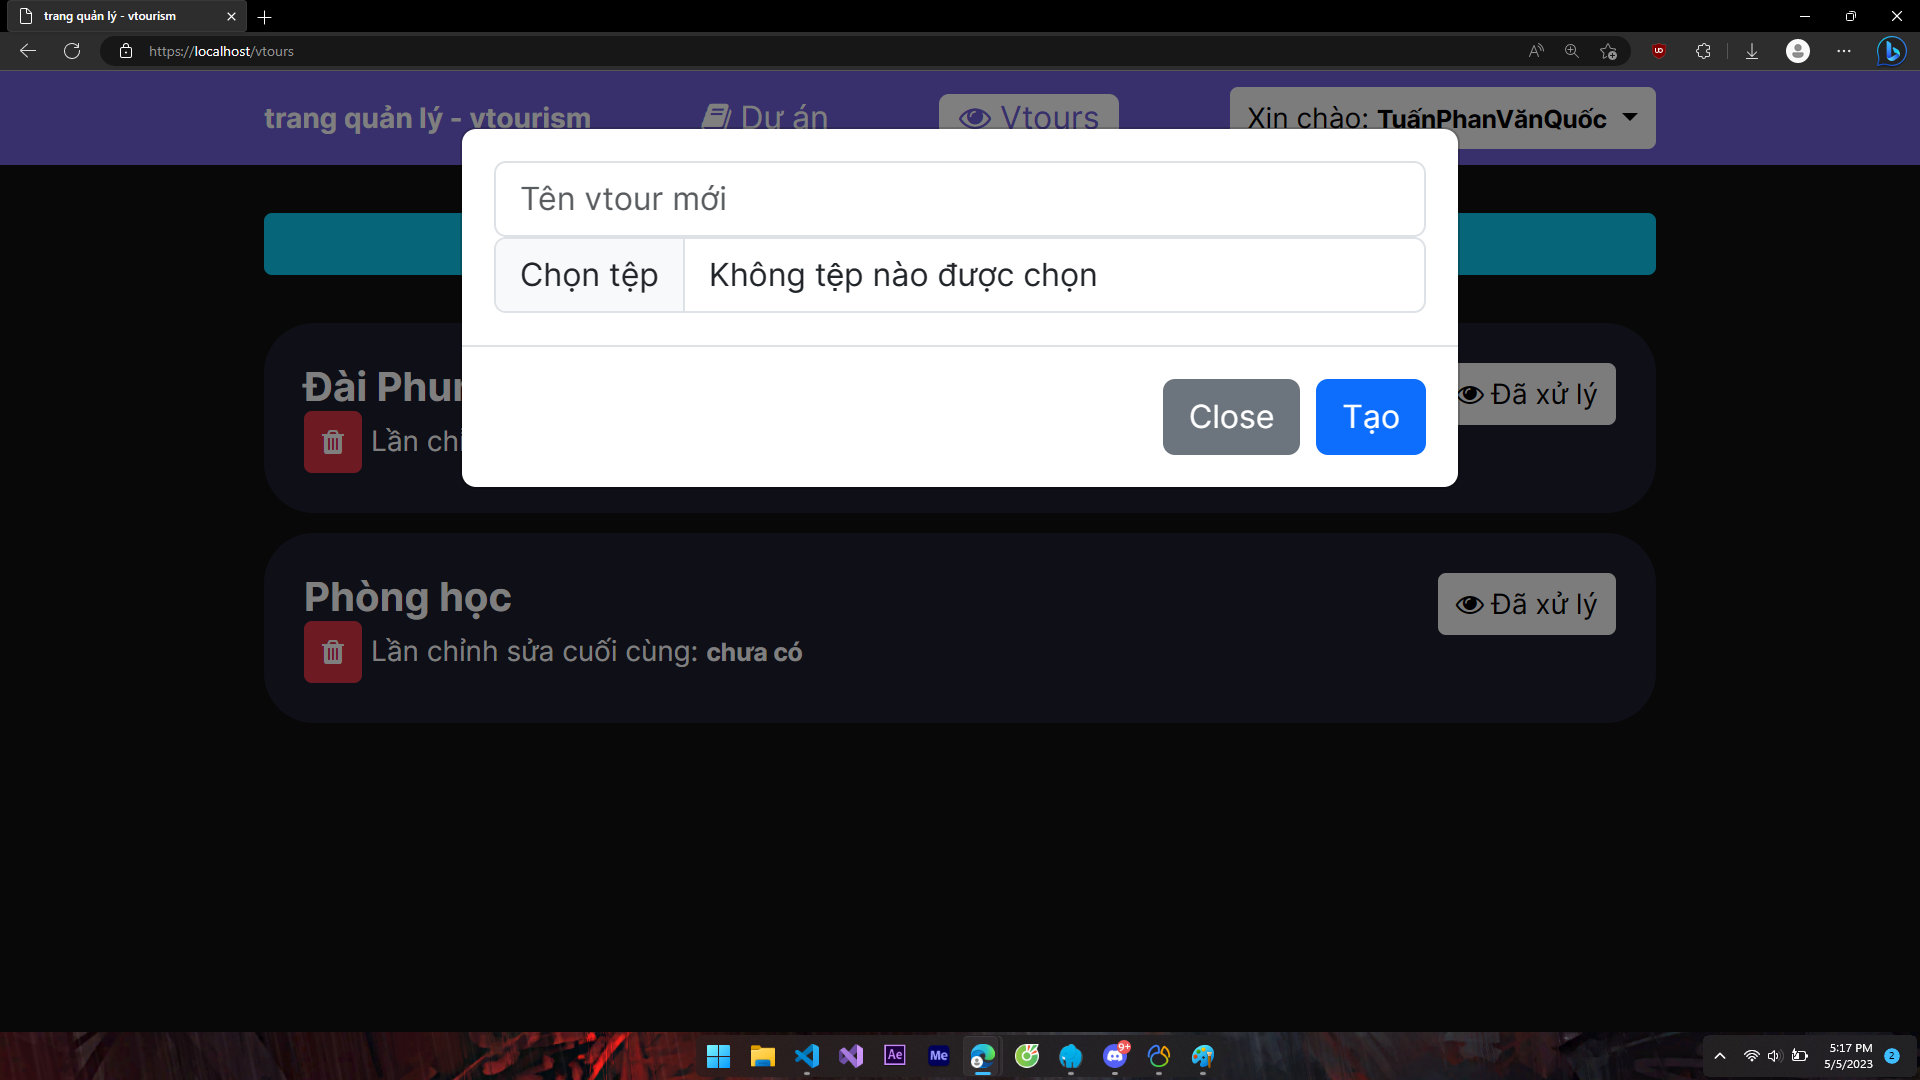 trang quản lý - vtourism
https://localhost/vtours
trang quản lý - vtourism
Dự án
Vtours
Xin chào: TuấnPhanVănQuốc
Tên vtour mới
Chọn tệp Không tệp nào được chọn
Close
Tạo
Đài
Đã xử lý
Lần
Phòng học
Đã xử lý
Lần chỉnh sửa cuối cùng: chưa có
Ae
Me
9+
5:17 PM
5/5/2023
2